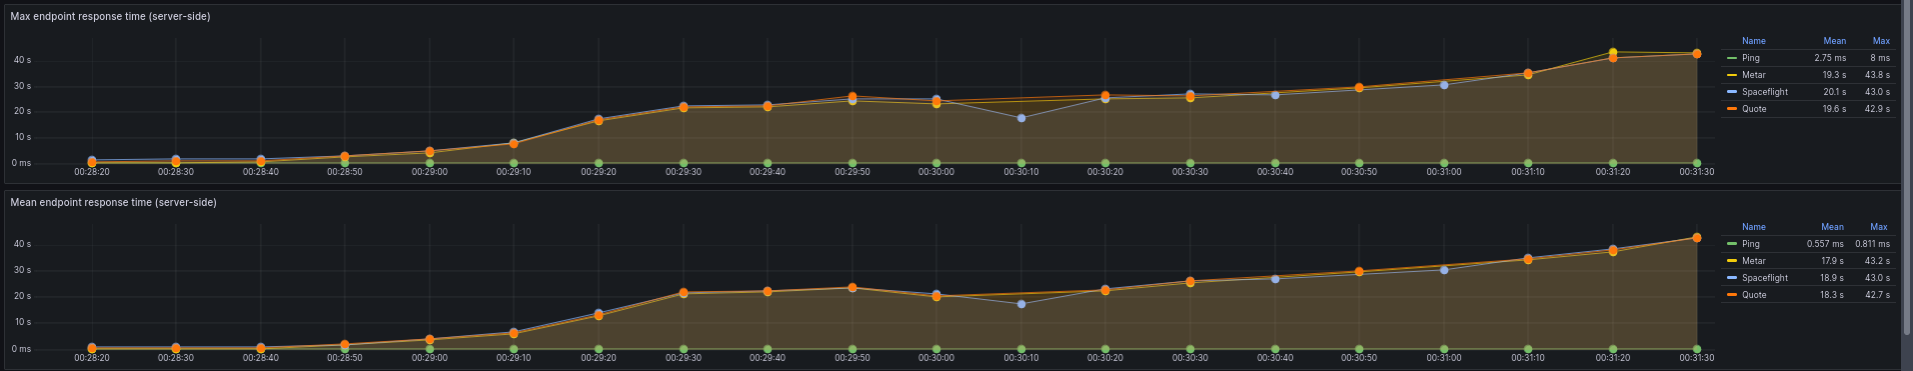 Max endpoint response time (server-side)
40 s
30 s
20 s
10 s
0 ms
00:28:20 00:28:30 00:28:40 00:28:50 00:29:00 00:29:10 00:29:20 00:29:30 00:29:40 00:29:50 00:30:00 00:30:10 00:30:20 00:30:30 00:30:40 00:30:50 00:31:00 00:31:10 00:31:20 00:31:30
Name Mean Max
Ping 2.75 ms 8 ms
Metar 19.3 s 43.8 s
Spaceflight 20.1 s 43.0 s
Quote 19.6 s 42.9 s
Mean endpoint response time (server-side)
40 s
30 s
20 s
10 s
0 ms
00:28:20 00:28:30 00:28:40 00:28:50 00:29:00 00:29:10 00:29:20 00:29:30 00:29:40 00:29:50 00:30:00 00:30:10 00:30:20 00:30:30 00:30:40 00:30:50 00:31:00 00:31:10 00:31:20 00:31:30
Name Mean Max
Ping 0.557 ms 0.811 ms
Metar 17.9 s 43.2 s
Spaceflight 18.9 s 43.0 s
Quote 18.3 s 42.7 s